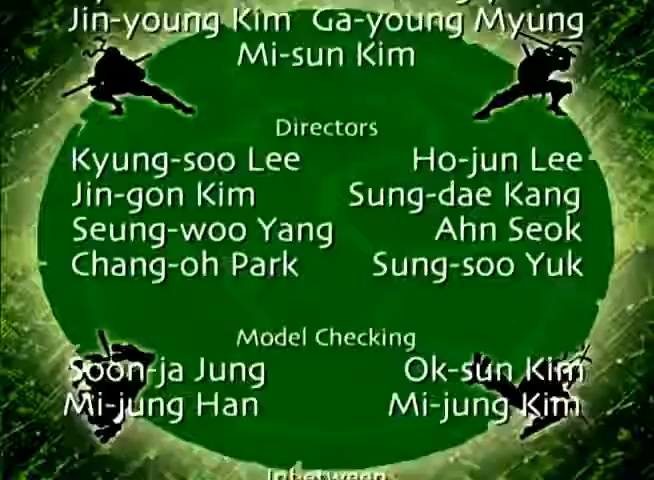 Jin-young Kim Ga-young Myung
Mi-sun Kim
Directors
Kyung-soo Lee Ho-jun Lee
Jin-gon Kim Sung-dae Kang
Seung-woo Yang Ahn Seok
Chang-oh Park Sung-soo Yuk
Model Checking
Soon-ja Jung Ok-sun Kim
Mi-jung Han Mi-jung Kim
Inbetween